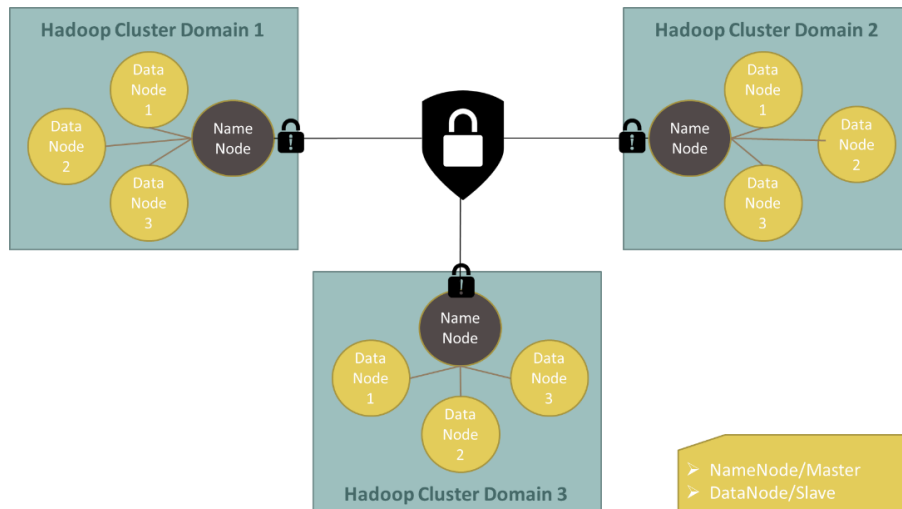 Hadoop Cluster Domain 1
Data
Node
1
Data
Node
2
Data
Node
3
Name
Node
Hadoop Cluster Domain 2
Name
Node
Data
Node
1
Data
Node
2
Data
Node
3
Name
Node
Data
Node
1
Data
Node
2
Data
Node
3
Hadoop Cluster Domain 3
NameNode/Master
DataNode/Slave